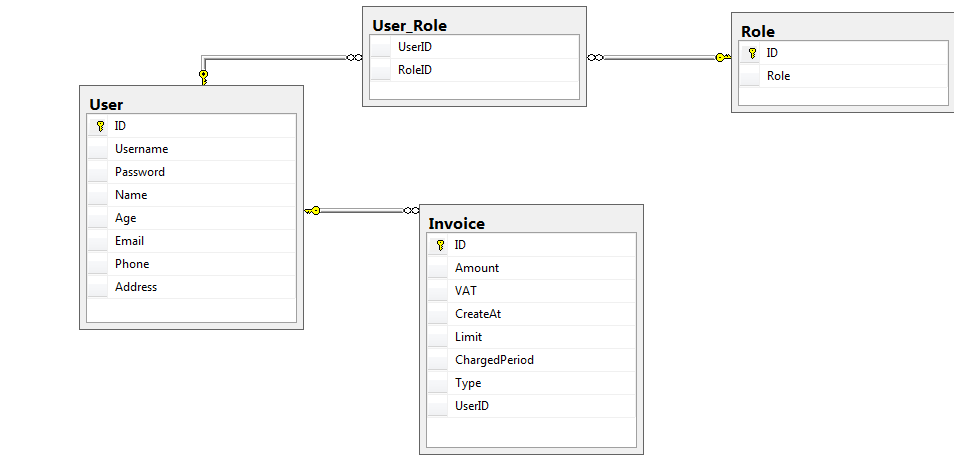 User_Role
UserID
RoleID
Role
ID
Role
User
ID
Username
Password
Name
Age
Email
Phone
Address
Invoice
ID
Amount
VAT
CreateAt
Limit
ChargedPeriod
Type
UserID